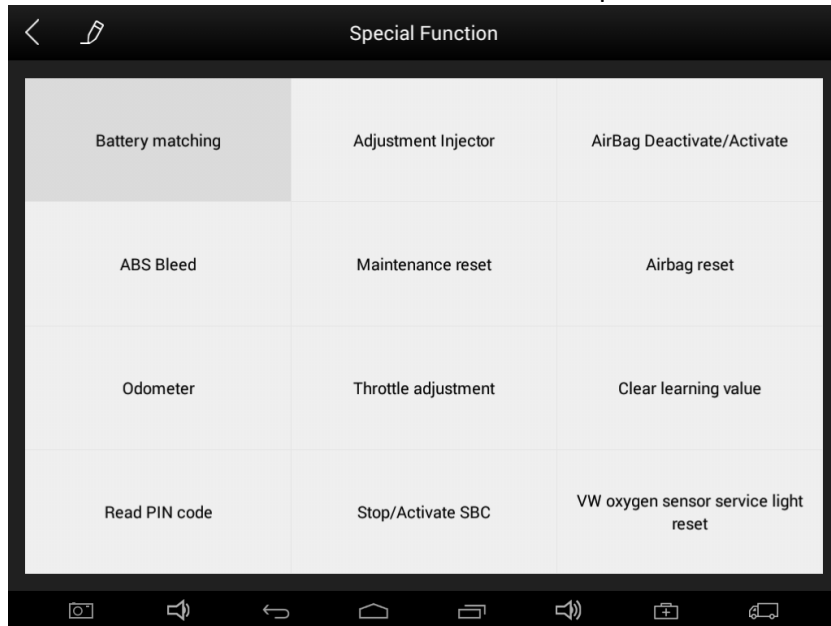 Special Function
Battery matching
Adjustment Injector
AirBag Deactivate/Activate
ABS Bleed
Maintenance reset
Airbag reset
Odometer
Throttle adjustment
Clear learning value
Read PIN code
Stop/Activate SBC
VW oxygen sensor service light
reset